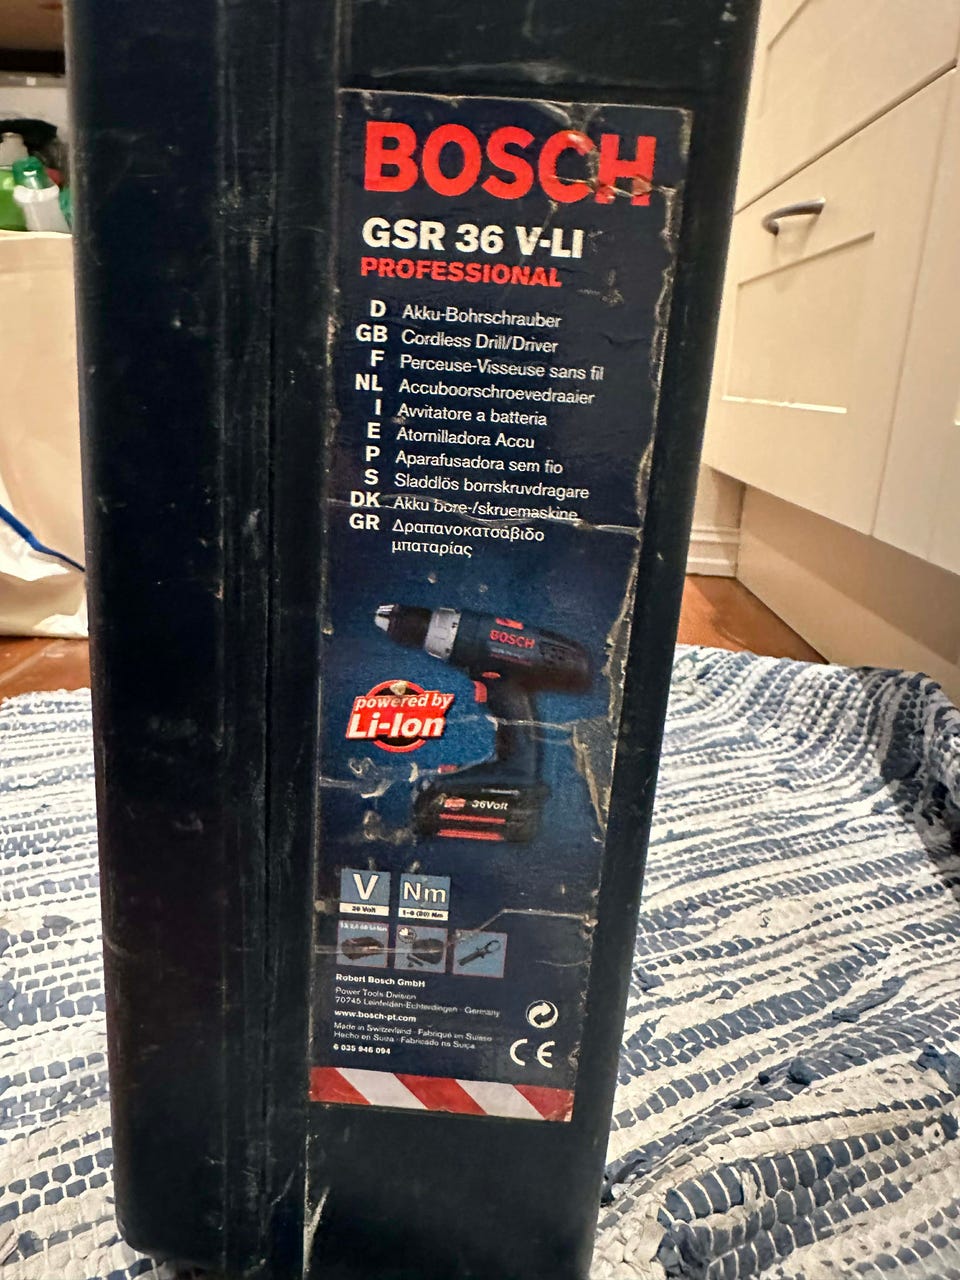 BOSCH
GSR 36 V-LI
PROFESSIONAL
D Akku-Bohrschrauber
GB Cordless Drill/Driver
F Perceuse-Visseuse sans fil
NL Accuboorschroevedraaier
I Avvitatore a batteria
E Atornilladora Accu
P Aparafusadora sem fio
S Sladdlös borrskruvdragare
DK Akku bore-/skruemaskine
GR Δραπανοκατσάβιδο
μπαταρίας
BOSCH
powered by
Li-Ion
36Volt
V Nm
36 Volt
Robert Bosch GmbH
Power Tools Division
70745 Leinfelden-Echterdingen · Germany
www.bosch-pt.com
Made in Switzerland · Fabriqué en Suisse
Hecho en Suiza · Fabricado na Suíça
6 035 946 094
CE